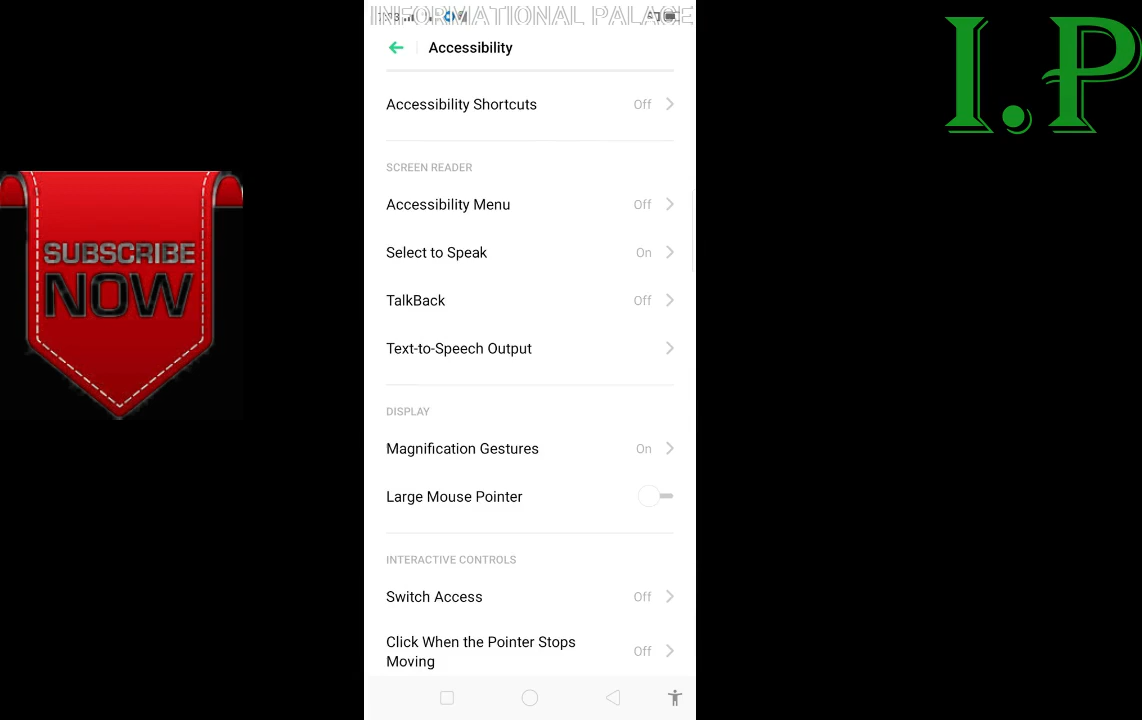 INFORMATIONAL PALACE
I.P
Accessibility
Accessibility Shortcuts Off
SCREEN READER
Accessibility Menu Off
Select to Speak On
TalkBack Off
Text-to-Speech Output
DISPLAY
Magnification Gestures On
Large Mouse Pointer
INTERACTIVE CONTROLS
Switch Access Off
Click When the Pointer Stops
Moving Off
SUBSCRIBE
NOW